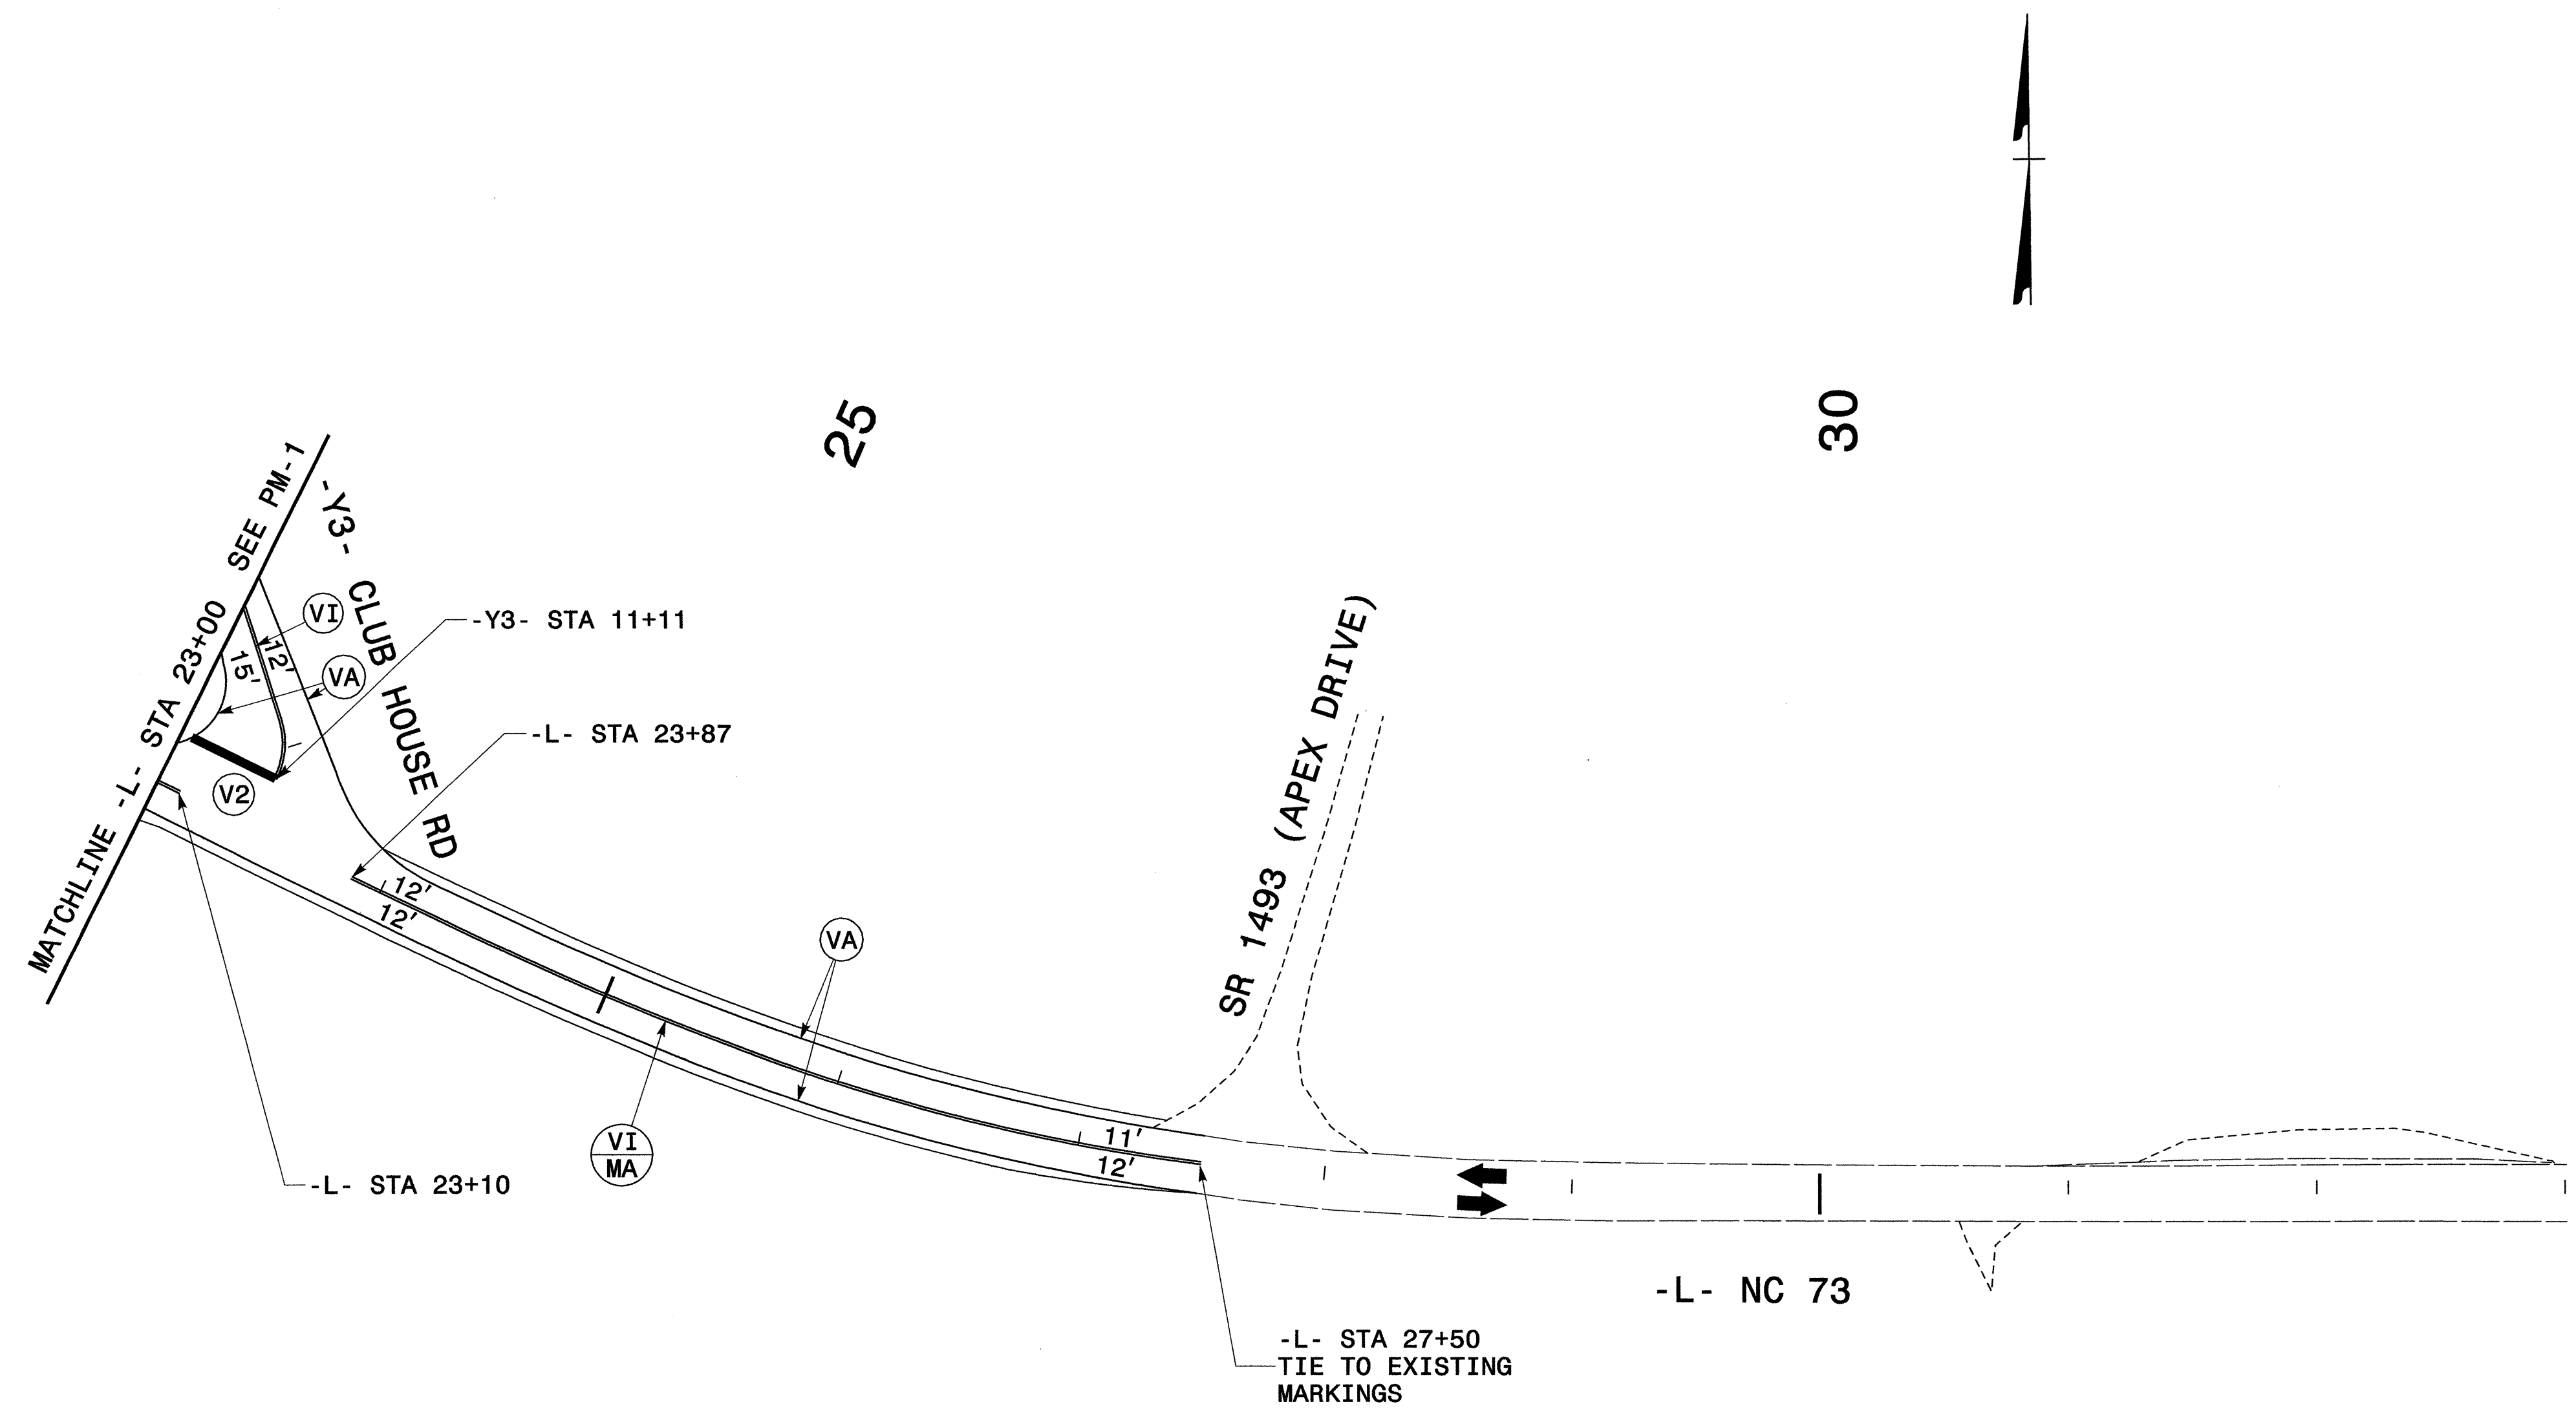 25
30
MATCHLINE -L- STA 23+00 SEE PM-1
-Y3- CLUB HOUSE RD
VI
12'
15'
VA
-Y3- STA 11+11
-L- STA 23+87
V2
12'
12'
VA
SR 1493 (APEX DRIVE)
VI
MA
11'
12'
-L- STA 23+10
-L- NC 73
-L- STA 27+50
TIE TO EXISTING
MARKINGS